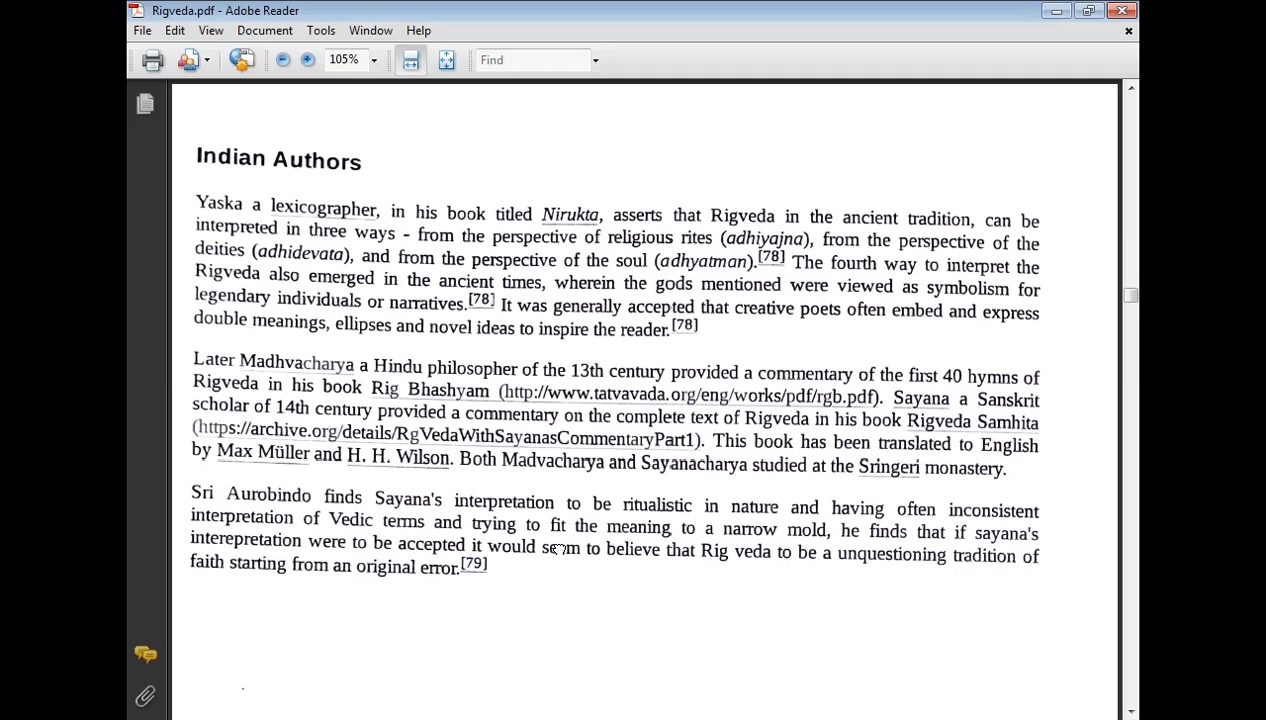 Rigveda.pdf - Adobe Reader
File Edit View Document Tools Window Help
105% Find
Indian Authors
Yaska a lexicographer, in his book titled Nirukta, asserts that Rigveda in the ancient tradition, can be
interpreted in three ways - from the perspective of religious rites (adhiyajna), from the perspective of the
deities (adhidevata), and from the perspective of the soul (adhyatman).[78] The fourth way to interpret the
Rigveda also emerged in the ancient times, wherein the gods mentioned were viewed as symbolism for
legendary individuals or narratives.[78] It was generally accepted that creative poets often embed and express
double meanings, ellipses and novel ideas to inspire the reader.[78]
Later Madhvacharya a Hindu philosopher of the 13th century provided a commentary of the first 40 hymns of
Rigveda in his book Rig Bhashyam (http://www.tatvavada.org/eng/works/pdf/rgb.pdf). Sayana a Sanskrit
scholar of 14th century provided a commentary on the complete text of Rigveda in his book Rigveda Samhita
(https://archive.org/details/RgVedaWithSayanasCommentaryPart1). This book has been translated to English
by Max Müller and H. H. Wilson. Both Madvacharya and Sayanacharya studied at the Sringeri monastery.
Sri Aurobindo finds Sayana's interpretation to be ritualistic in nature and having often inconsistent
interpretation of Vedic terms and trying to fit the meaning to a narrow mold, he finds that if sayana's
interepretation were to be accepted it would seem to believe that Rig veda to be a unquestioning tradition of
faith starting from an original error.[79]